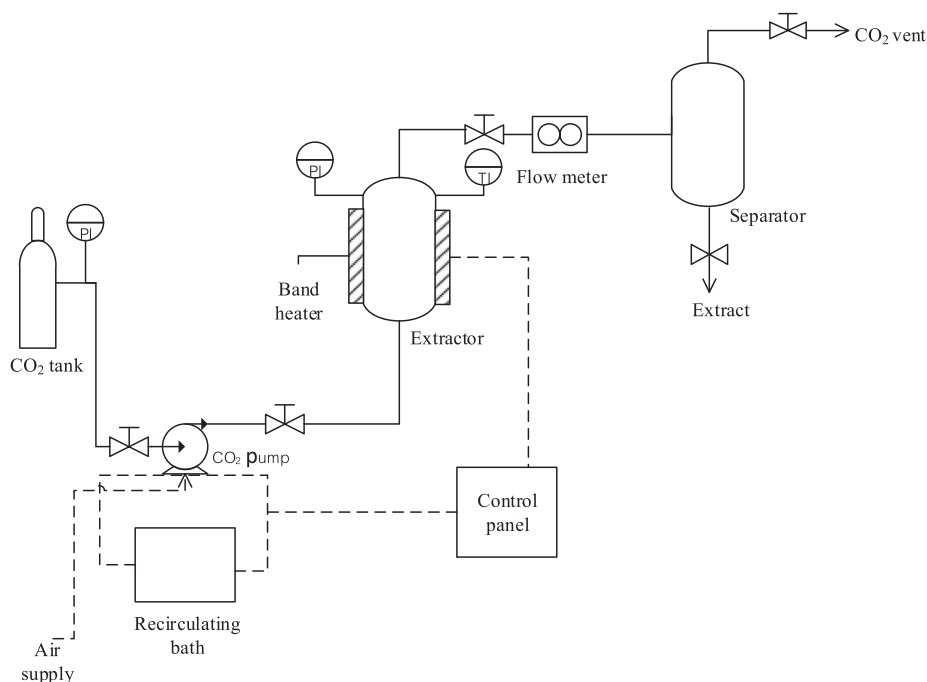 CO₂ vent
PI
TI
Flow meter
Separator
PI
Band
heater
Extractor
Extract
CO₂ tank
CO₂ pump
Control
panel
Recirculating
bath
Air
supply